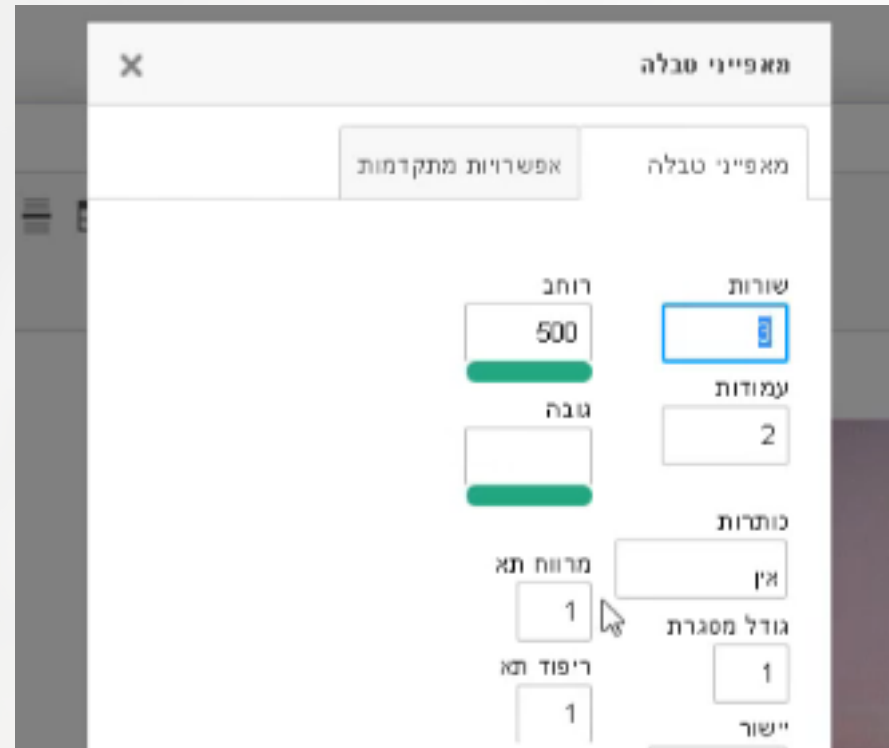 מאפייני טבלה
מאפייני טבלה
אפשרויות מתקדמות
שורות
3
רוחב
500
עמודות
2
גובה
כותרות
אין
מרווח תא
1
גודל מסגרת
1
ריפוד תא
1
יישור